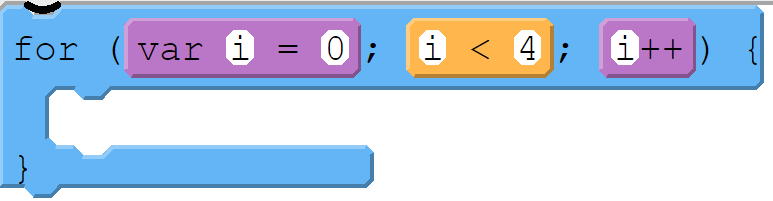 for (var i = 0; i < 4; i++) {
}